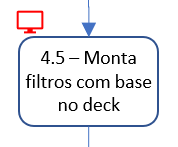 4.5 – Monta
filtros com base
no deck